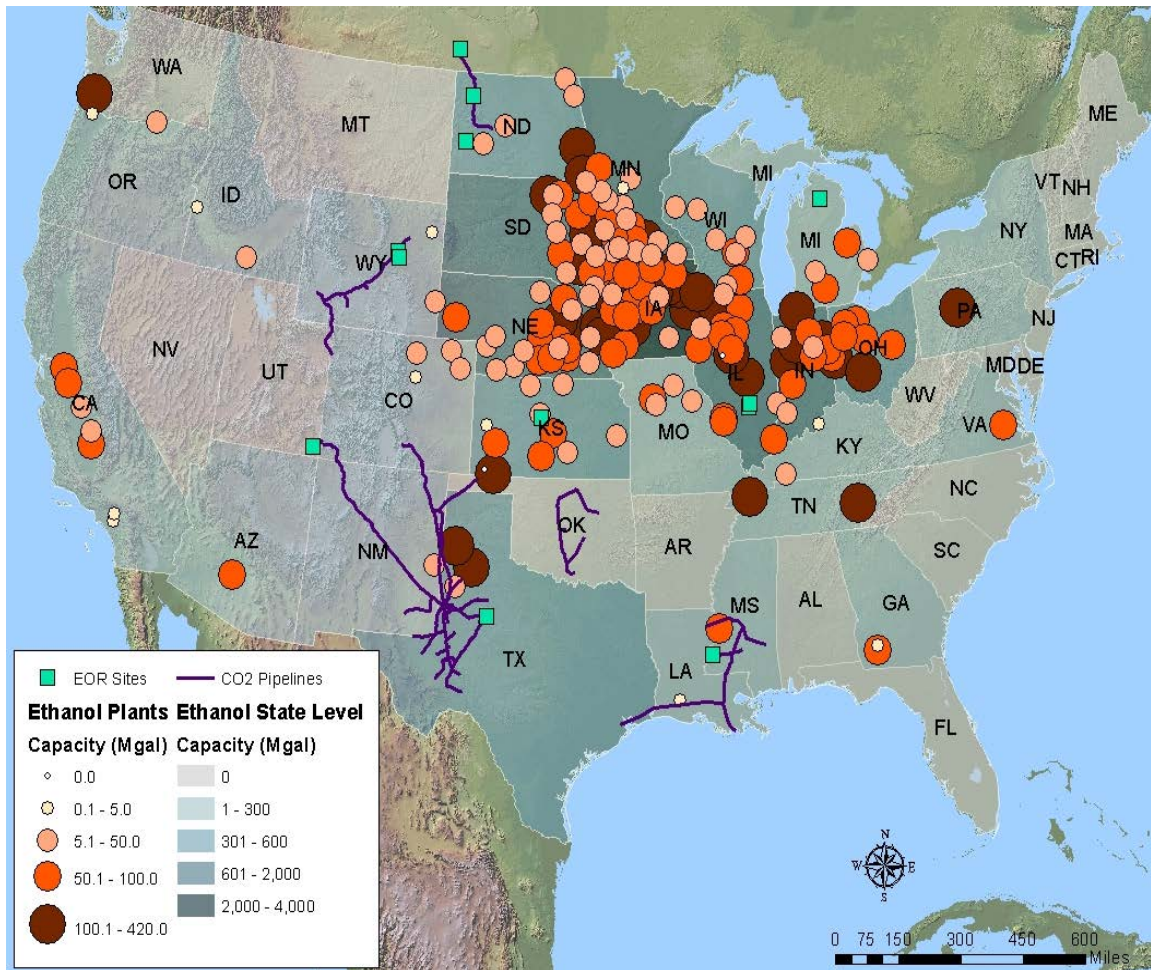 WA
ME
MT
ND
MN
OR
MI
VT
NH
ID
WI
SD
NY
MA
MI
WY
CT
RI
IA
PA
NE
NJ
NV
OH
MD
DE
UT
IL
IN
CA
CO
WV
VA
KS
MO
KY
NC
TN
OK
AZ
NM
AR
SC
MS
AL
GA
TX
LA
FL
EOR Sites
CO2 Pipelines
Ethanol Plants
Ethanol State Level
Capacity (Mgal)
Capacity (Mgal)
0.0
0
0.1 - 5.0
1 - 300
5.1 - 50.0
301 - 600
50.1 - 100.0
601 - 2,000
100.1 - 420.0
2,000 - 4,000
N
W
E
S
0 75 150 300 450 600
Miles